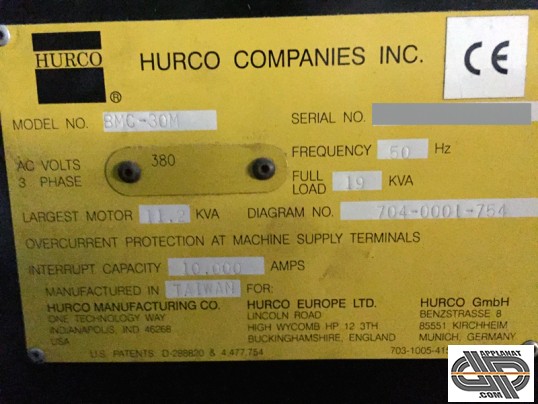 HURCO
®
HURCO COMPANIES INC.
CE
MODEL NO. BMC-30M
SERIAL NO.
AC VOLTS
3 PHASE
380
FREQUENCY 50 Hz
FULL
LOAD 19 KVA
LARGEST MOTOR 11.2 KVA
DIAGRAM NO. 704-0001-754
OVERCURRENT PROTECTION AT MACHINE SUPPLY TERMINALS
INTERRUPT CAPACITY 10,000 AMPS
MANUFACTURED IN TAIWAN FOR:
HURCO MANUFACTURING CO.
ONE TECHNOLOGY WAY
INDIANAPOLIS, IND 46268
USA
HURCO EUROPE LTD.
LINCOLN ROAD
HIGH WYCOMB HP 12 3TH
BUCKINGHAMSHIRE, ENGLAND
HURCO GmbH
BENZSTRASSE 8
85551 KIRCHHEIM
MUNICH, GERMANY
U.S. PATENTS D-288820 & 4,477,754
APPLANAT
.COM